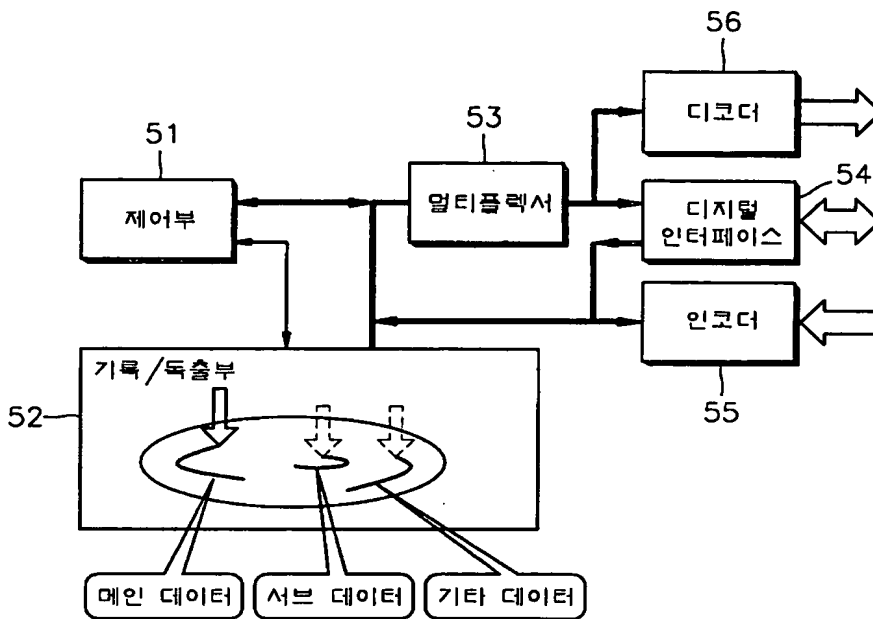 56
디코더
51
53
제어부
멀티플렉서
54
디지털
인터페이스
인코더
55
기록/독출부
52
메인 데이터
서브 데이터
기타 데이터